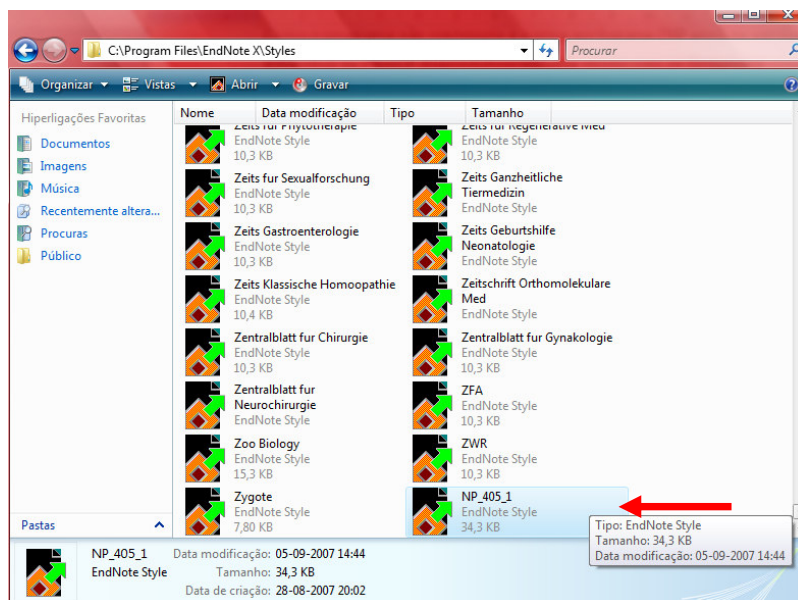 C:\Program Files\EndNote X\Styles
Procurar
Organizar
Vistas
Abrir
Gravar
Hiperligações Favoritas
Documentos
Imagens
Música
Recentemente altera...
Procuras
Público
Pastas
Nome Data modificação Tipo Tamanho
Zeits fur Phytotherapie
EndNote Style
10,3 KB
Zeits fur Regenerative Med
EndNote Style
10,3 KB
Zeits fur Sexualforschung
EndNote Style
10,3 KB
Zeits Ganzheitliche
Tiermedizin
EndNote Style
Zeits Gastroenterologie
EndNote Style
10,3 KB
Zeits Geburtshilfe
Neonatologie
EndNote Style
Zeits Klassische Homoopathie
EndNote Style
10,4 KB
Zeitschrift Orthomolekulare
Med
EndNote Style
Zentralblatt fur Chirurgie
EndNote Style
10,3 KB
Zentralblatt fur Gynakologie
EndNote Style
10,3 KB
Zentralblatt fur
Neurochirurgie
EndNote Style
ZFA
EndNote Style
10,3 KB
Zoo Biology
EndNote Style
15,3 KB
ZWR
EndNote Style
10,3 KB
Zygote
EndNote Style
7,80 KB
NP_405_1
EndNote Style
34,3 KB
Tipo: EndNote Style
Tamanho: 34,3 KB
Data modificação: 05-09-2007 14:44
NP_405_1 Data modificação: 05-09-2007 14:44
EndNote Style Tamanho: 34,3 KB
Data de criação: 28-08-2007 20:02